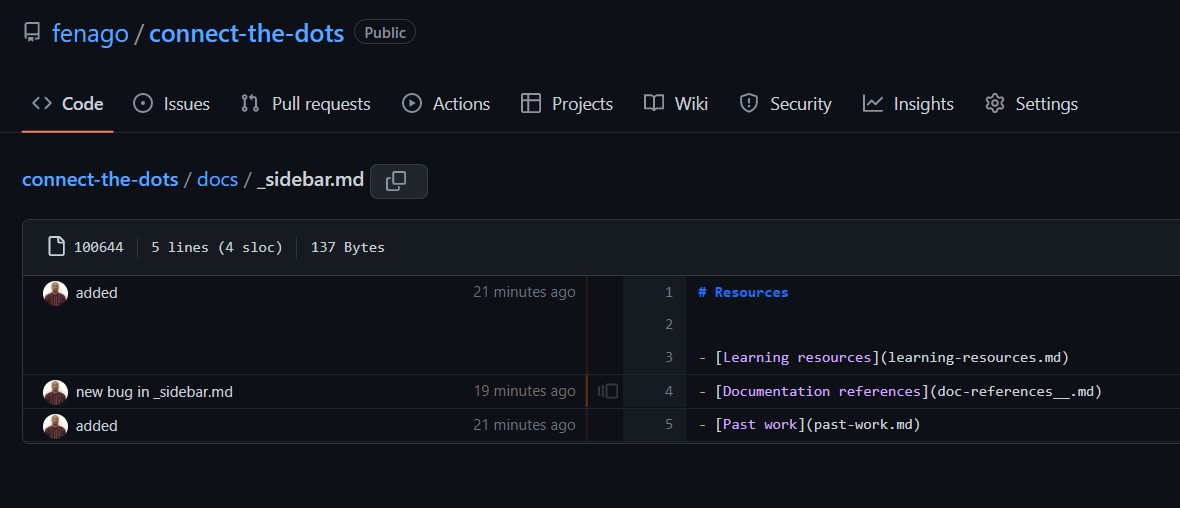 fenago / connect-the-dots Public
Code Issues Pull requests Actions Projects Wiki Security Insights Settings
connect-the-dots / docs / _sidebar.md
100644 5 lines (4 sloc) 137 Bytes
added 21 minutes ago 1 # Resources
2
3 - [Learning resources](learning-resources.md)
new bug in _sidebar.md 19 minutes ago 4 - [Documentation references](doc-references__.md)
added 21 minutes ago 5 - [Past work](past-work.md)